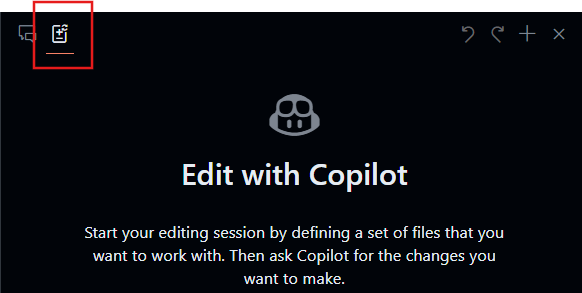 Edit with Copilot
Start your editing session by defining a set of files that you
want to work with. Then ask Copilot for the changes you
want to make.